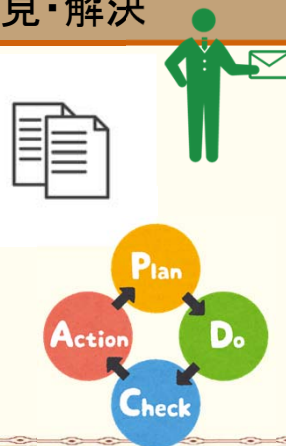 見・解決
Plan
Do
Check
Action